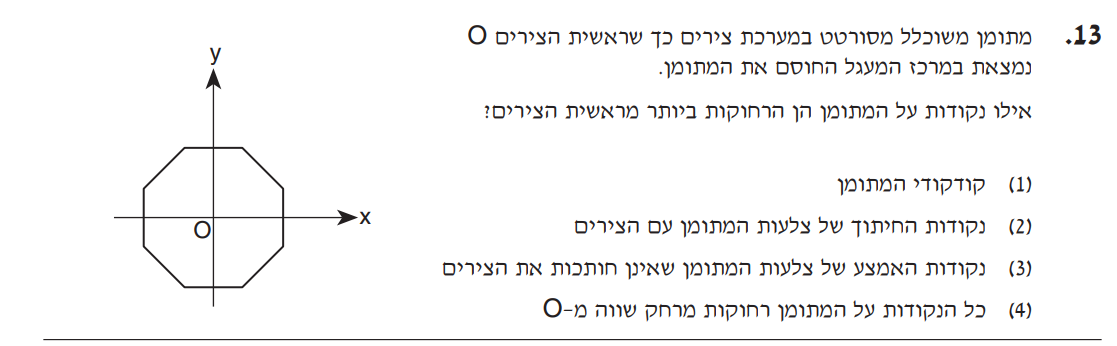 .13 מתומן משוכלל מסורטט במערכת צירים כך שראשית הצירים O
נמצאת במרכז המעגל החוסם את המתומן.
אילו נקודות על המתומן הן הרחוקות ביותר מראשית הצירים?
(1) קודקודי המתומן
(2) נקודות החיתוך של צלעות המתומן עם הצירים
(3) נקודות האמצע של צלעות המתומן שאינן חותכות את הצירים
(4) כל הנקודות על המתומן רחוקות מרחק שווה מ-O
y
x
O